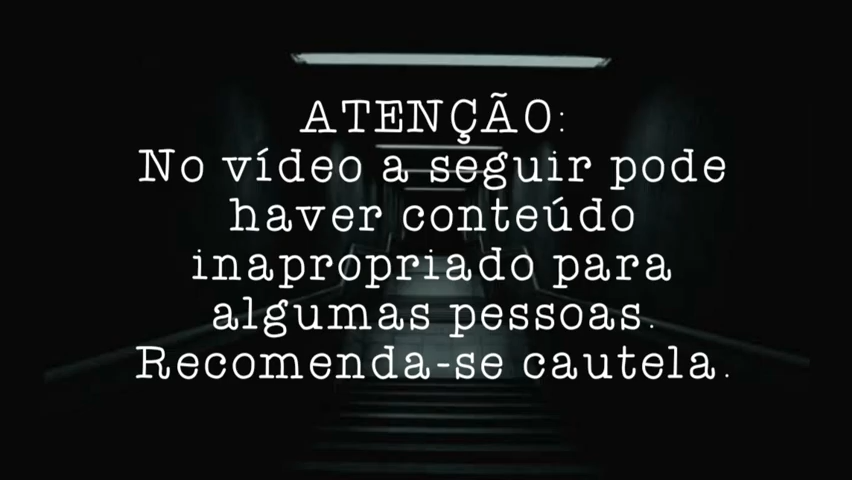 ATENÇÃO:
No vídeo a seguir pode
haver conteúdo
inapropriado para
algumas pessoas.
Recomenda-se cautela.